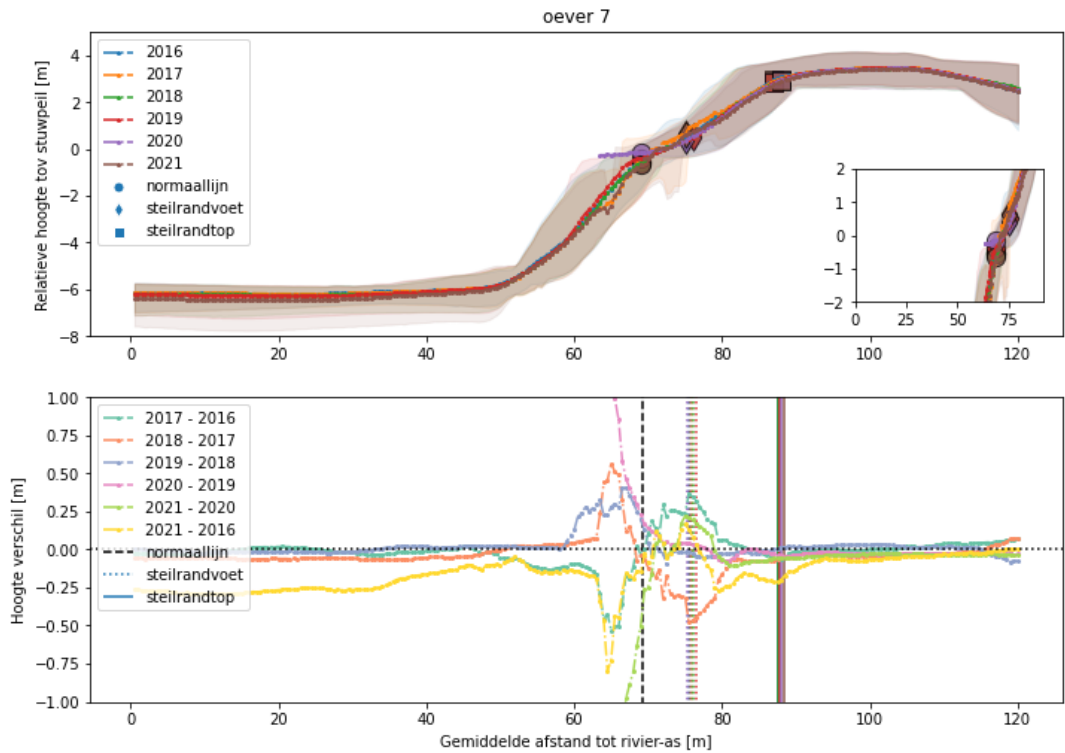 oever 7
Relatieve hoogte tov stuwpeil [m]
4
2
0
−2
−4
−6
−8
2016
2017
2018
2019
2020
2021
normaallijn
steilrandvoet
steilrandtop
2
1
0
−1
−2
0 25 50 75
0 20 40 60 80 100 120
Hoogte verschil [m]
1.00
0.75
0.50
0.25
0.00
−0.25
−0.50
−0.75
−1.00
2017 - 2016
2018 - 2017
2019 - 2018
2020 - 2019
2021 - 2020
2021 - 2016
normaallijn
steilrandvoet
steilrandtop
0 20 40 60 80 100 120
Gemiddelde afstand tot rivier-as [m]